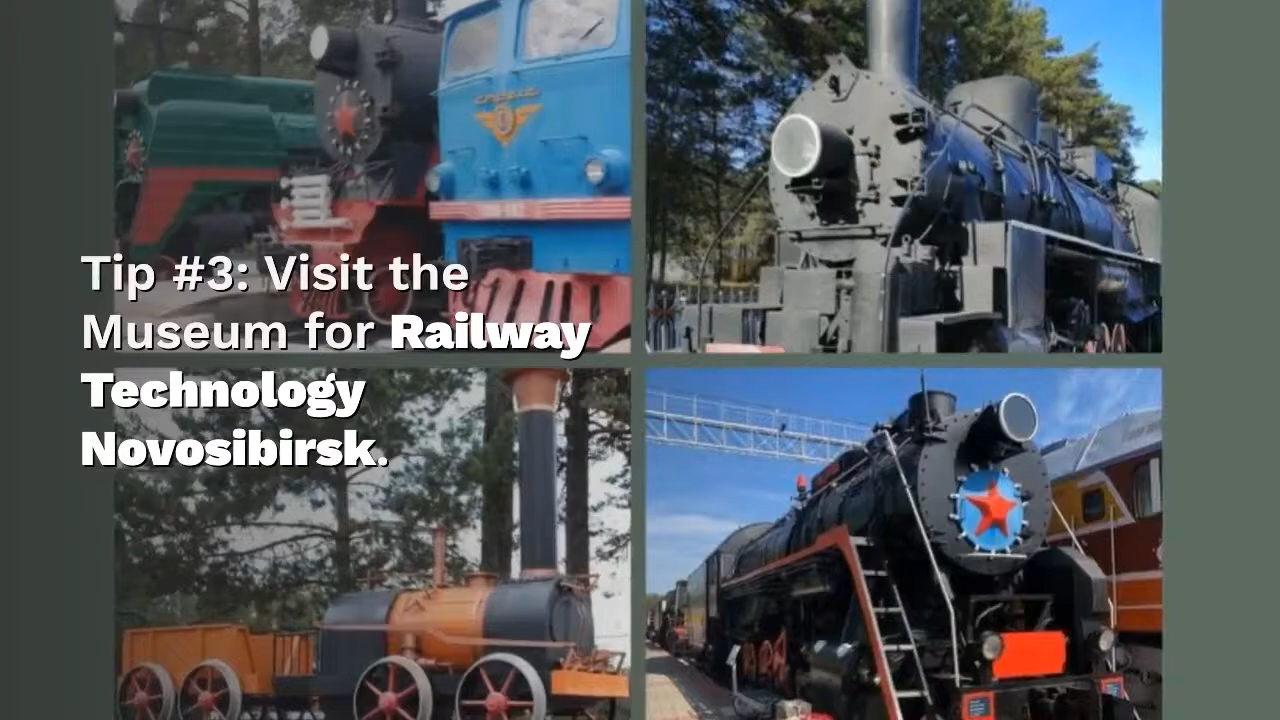 Tip #3: Visit the
Museum for Railway
Technology
Novosibirsk.